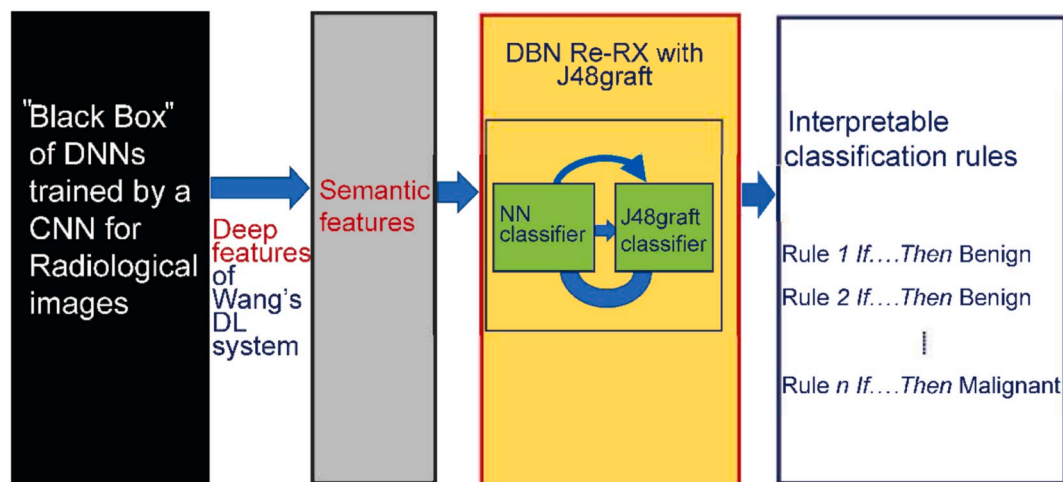 "Black Box"
of DNNs
trained by a
CNN for
Radiological
images
Deep
features
of
Wang's
DL
system
Semantic
features
DBN Re-RX with
J48graft
NN
classifier
J48graft
classifier
Interpretable
classification rules
Rule 1 If....Then Benign
Rule 2 If....Then Benign
Rule n If....Then Malignant